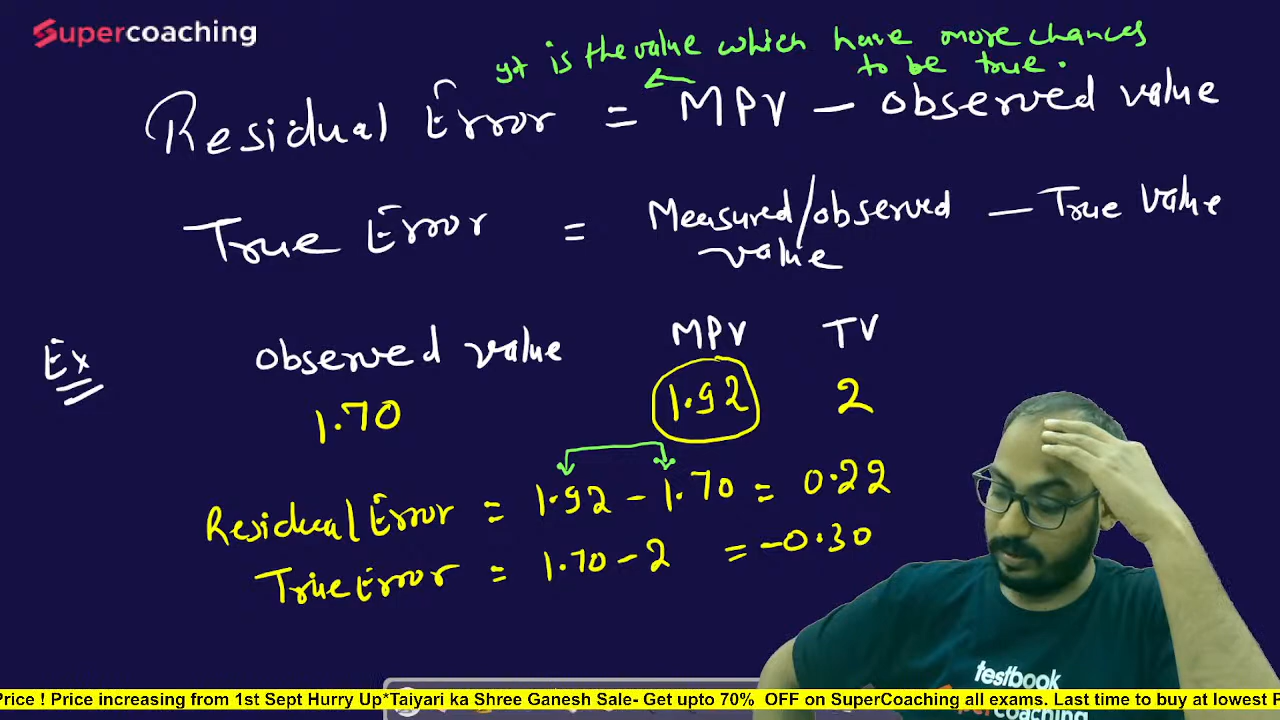 Supercoaching
yt is the value which have more chances
to be true.
Residual Error = MPV - observed value
True Error = Measured/observed value - True value
Ex
observed value MPV TV
1.70 1.92 2
Residual Error = 1.92 - 1.70 = 0.22
True Error = 1.70 - 2 = -0.30
testbook
percoaching
Price ! Price increasing from 1st Sept Hurry Up*Taiyari ka Shree Ganesh Sale- Get upto 70% OFF on SuperCoaching all exams. Last time to buy at lowest P